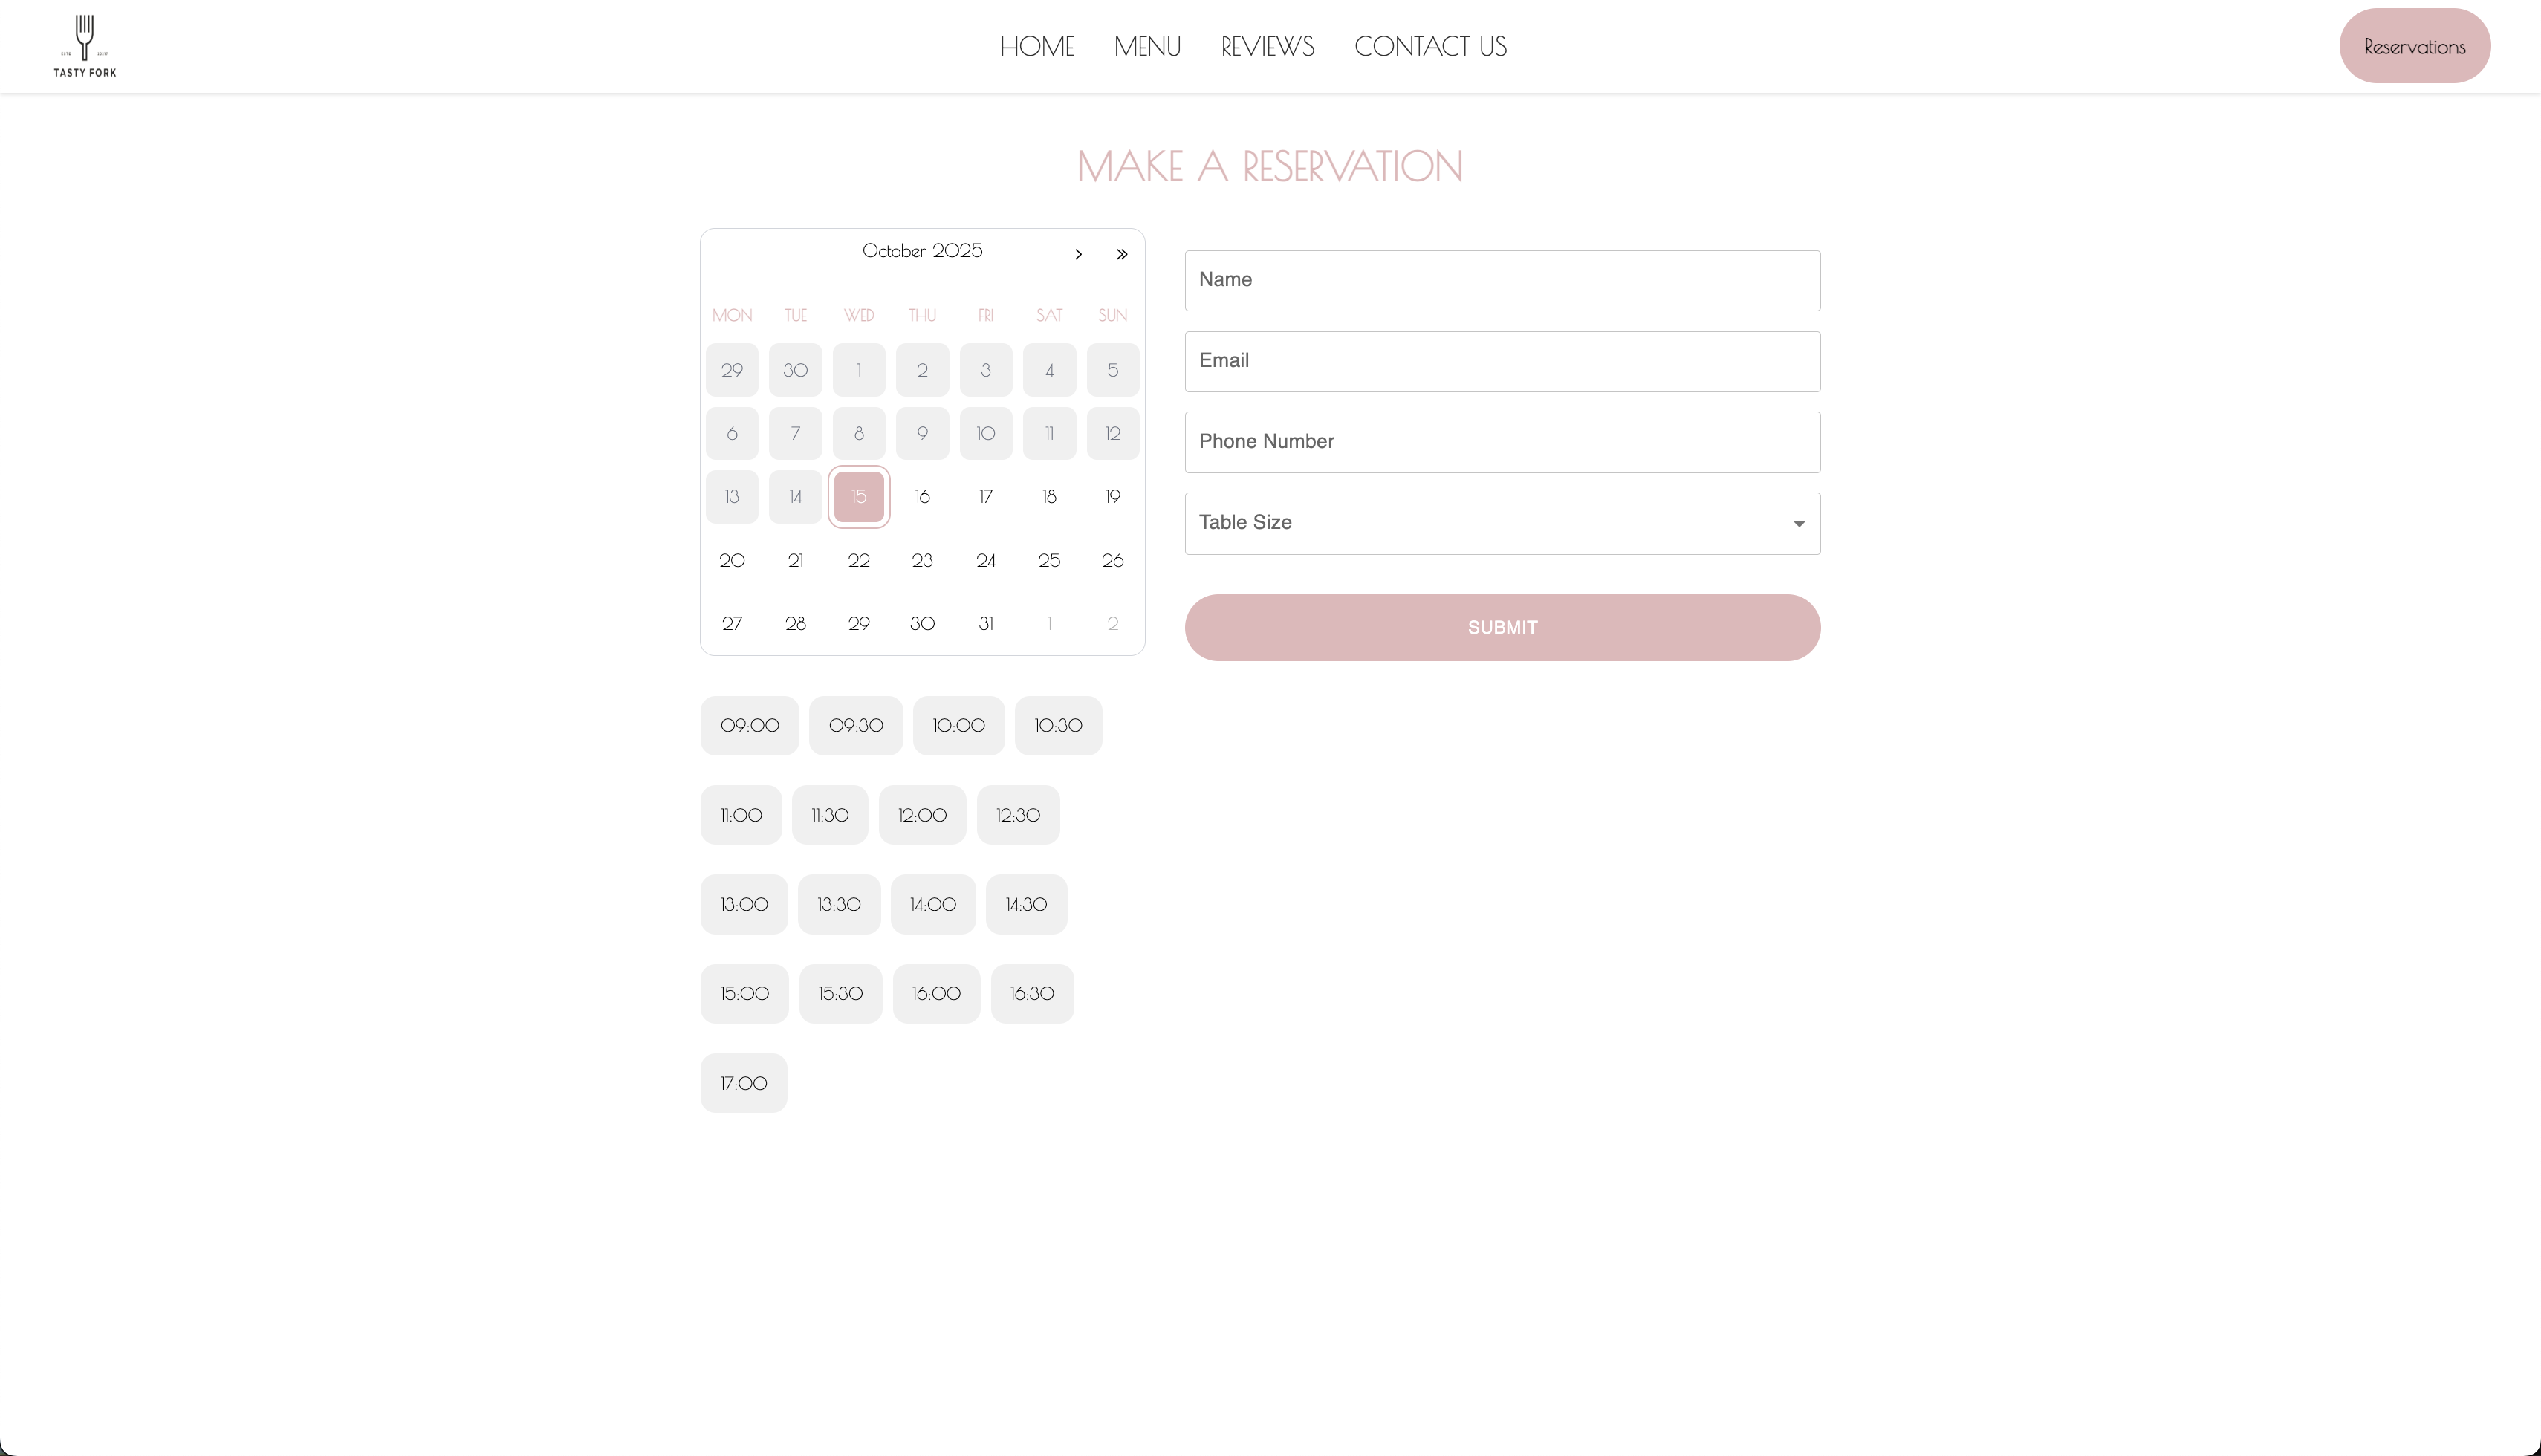 TASTY FORK
HOME MENU REVIEWS CONTACT US
Reservations
MAKE A RESERVATION
October 2025 › »
MON TUE WED THU FRI SAT SUN
29 30 1 2 3 4 5
6 7 8 9 10 11 12
13 14 15 16 17 18 19
20 21 22 23 24 25 26
27 28 29 30 31 1 2
Name
Email
Phone Number
Table Size
SUBMIT
09:00 09:30 10:00 10:30
11:00 11:30 12:00 12:30
13:00 13:30 14:00 14:30
15:00 15:30 16:00 16:30
17:00